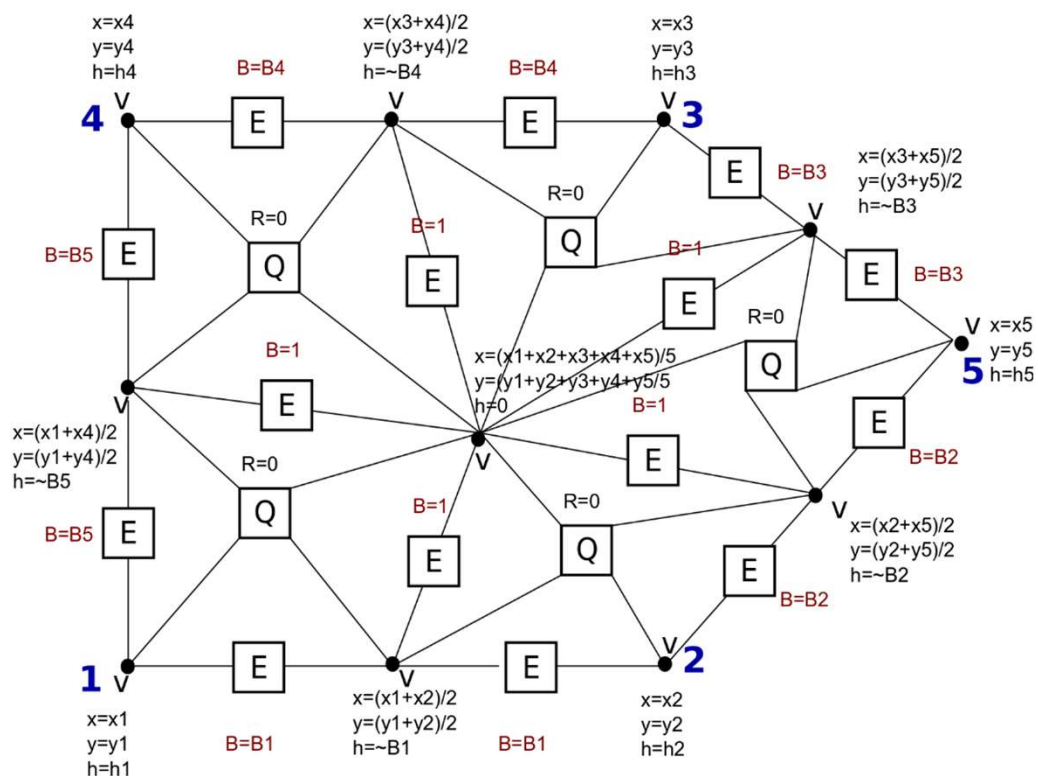 x=x4
y=y4
h=h4
x=(x3+x4)/2
y=(y3+y4)/2
h=~B4
x=x3
y=y3
h=h3
B=B4
B=B4
4
V
E
V
E
V
3
E
B=B3
x=(x3+x5)/2
y=(y3+y5)/2
h=~B3
V
R=0
R=0
B=1
B=B5
E
Q
E
Q
B=1
E
E
B=B3
R=0
V
x=x5
y=y5
h=h5
5
B=1
x=(x1+x2+x3+x4+x5)/5
y=(y1+y2+y3+y4+y5/5
h=0
Q
V
E
B=1
E
B=B2
x=(x1+x4)/2
y=(y1+y4)/2
h=~B5
R=0
V
E
B=B5
E
Q
B=1
R=0
V
x=(x2+x5)/2
y=(y2+y5)/2
h=~B2
E
Q
E
B=B2
1
V
E
V
E
V
2
x=x1
y=y1
h=h1
B=B1
x=(x1+x2)/2
y=(y1+y2)/2
h=~B1
B=B1
x=x2
y=y2
h=h2